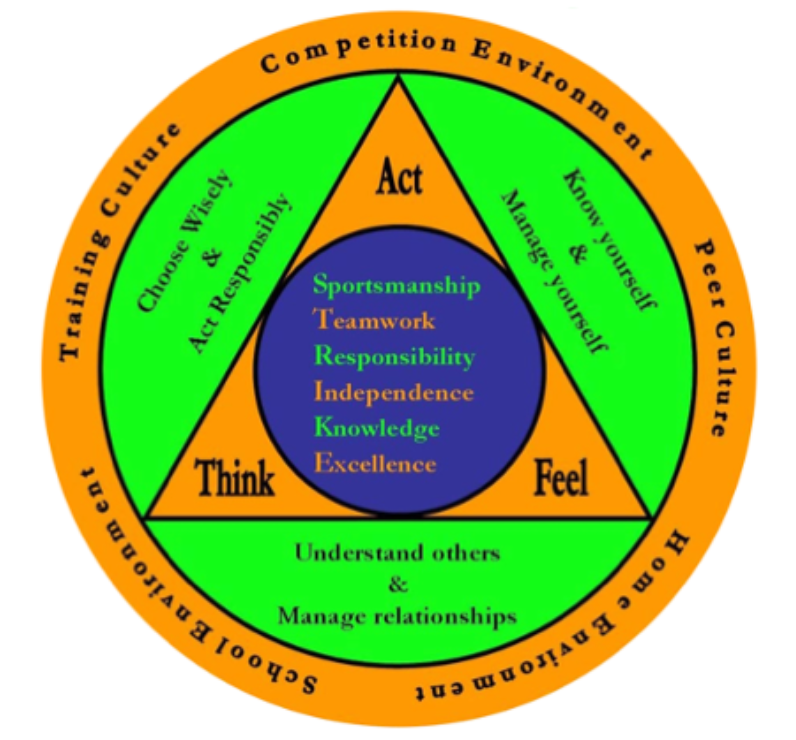 Competition Environment
Peer Culture
Home Environment
School Environment
Training Culture
Choose Wisely
&
Act Responsibly
Know yourself
&
Manage yourself
Act
Sportsmanship
Teamwork
Responsibility
Independence
Knowledge
Excellence
Think
Feel
Understand others
&
Manage relationships